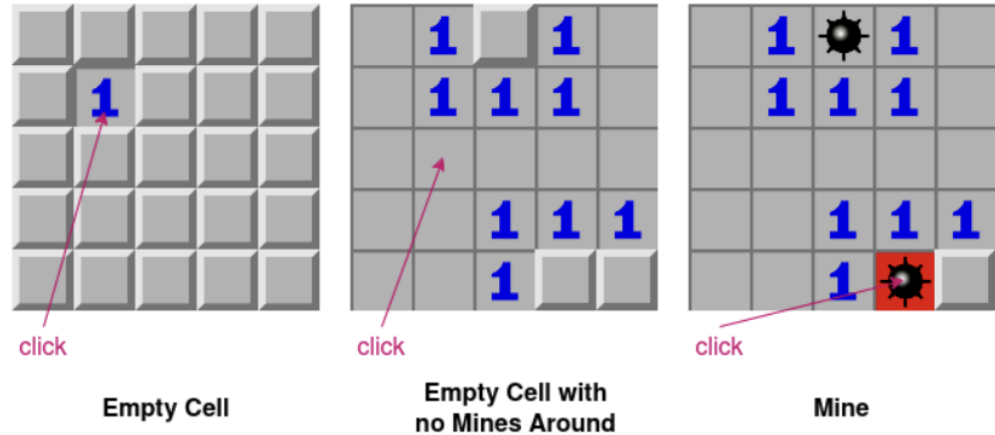 1 1 1
1 1 1 1 1 1 1
1 1 1 1 1 1
1 1
click click click
Empty Cell
Empty Cell with
no Mines Around
Mine